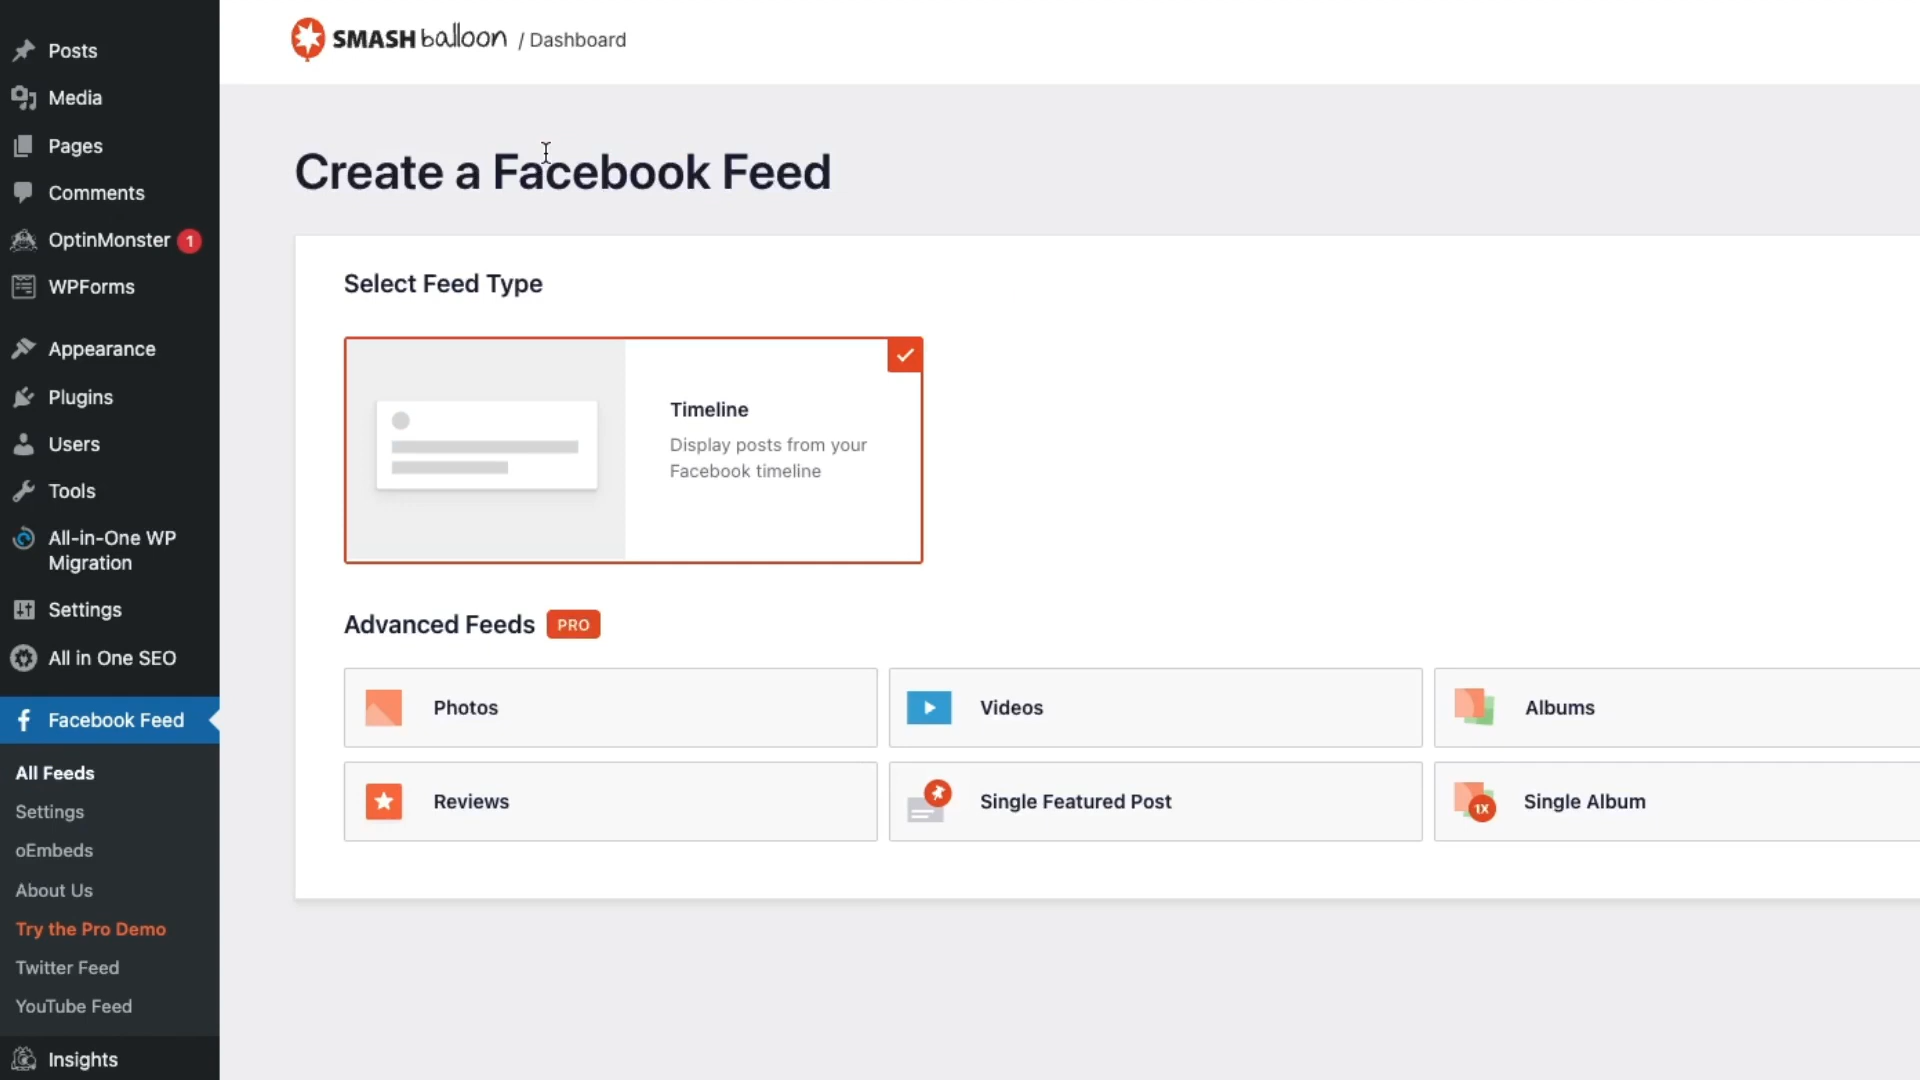 Posts
Media
Pages
Comments
OptinMonster 1
WPForms
Appearance
Plugins
Users
Tools
All-in-One WP
Migration
Settings
All in One SEO
Facebook Feed
All Feeds
Settings
oEmbeds
About Us
Try the Pro Demo
Twitter Feed
YouTube Feed
Insights
SMASH balloon / Dashboard
Create a Facebook Feed
Select Feed Type
Timeline
Display posts from your
Facebook timeline
Advanced Feeds PRO
Photos
Videos
Albums
Reviews
Single Featured Post
1X Single Album